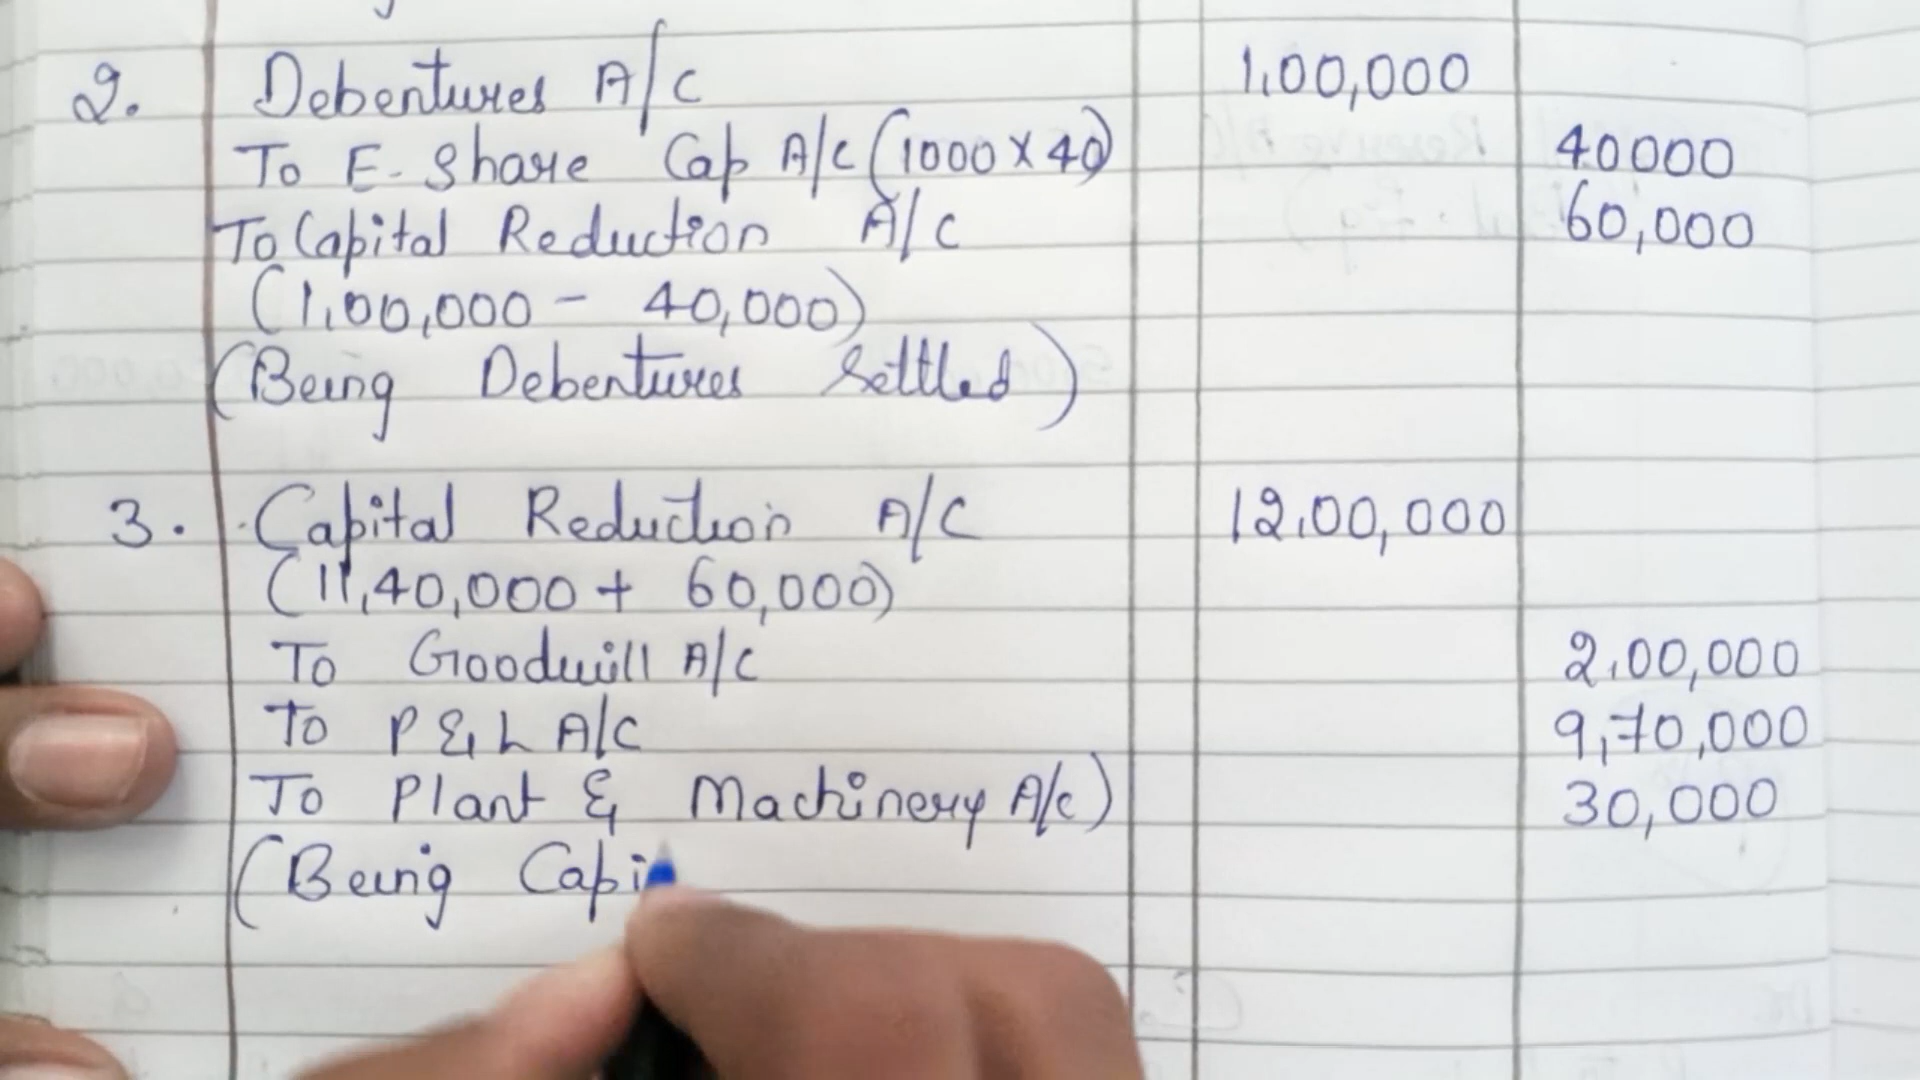 2. Debentures A/C 1,00,000
To E-Share Cap A/C (1000 X 40) 40000
To Capital Reduction A/C 60,000
(1,00,000 - 40,000)
(Being Debentures Settled)
3. Capital Reduction A/C 12,00,000
(11,40,000 + 60,000)
To Goodwill A/C 2,00,000
To P & L A/C 9,70,000
To Plant & Machinery A/c) 30,000
(Being Capi